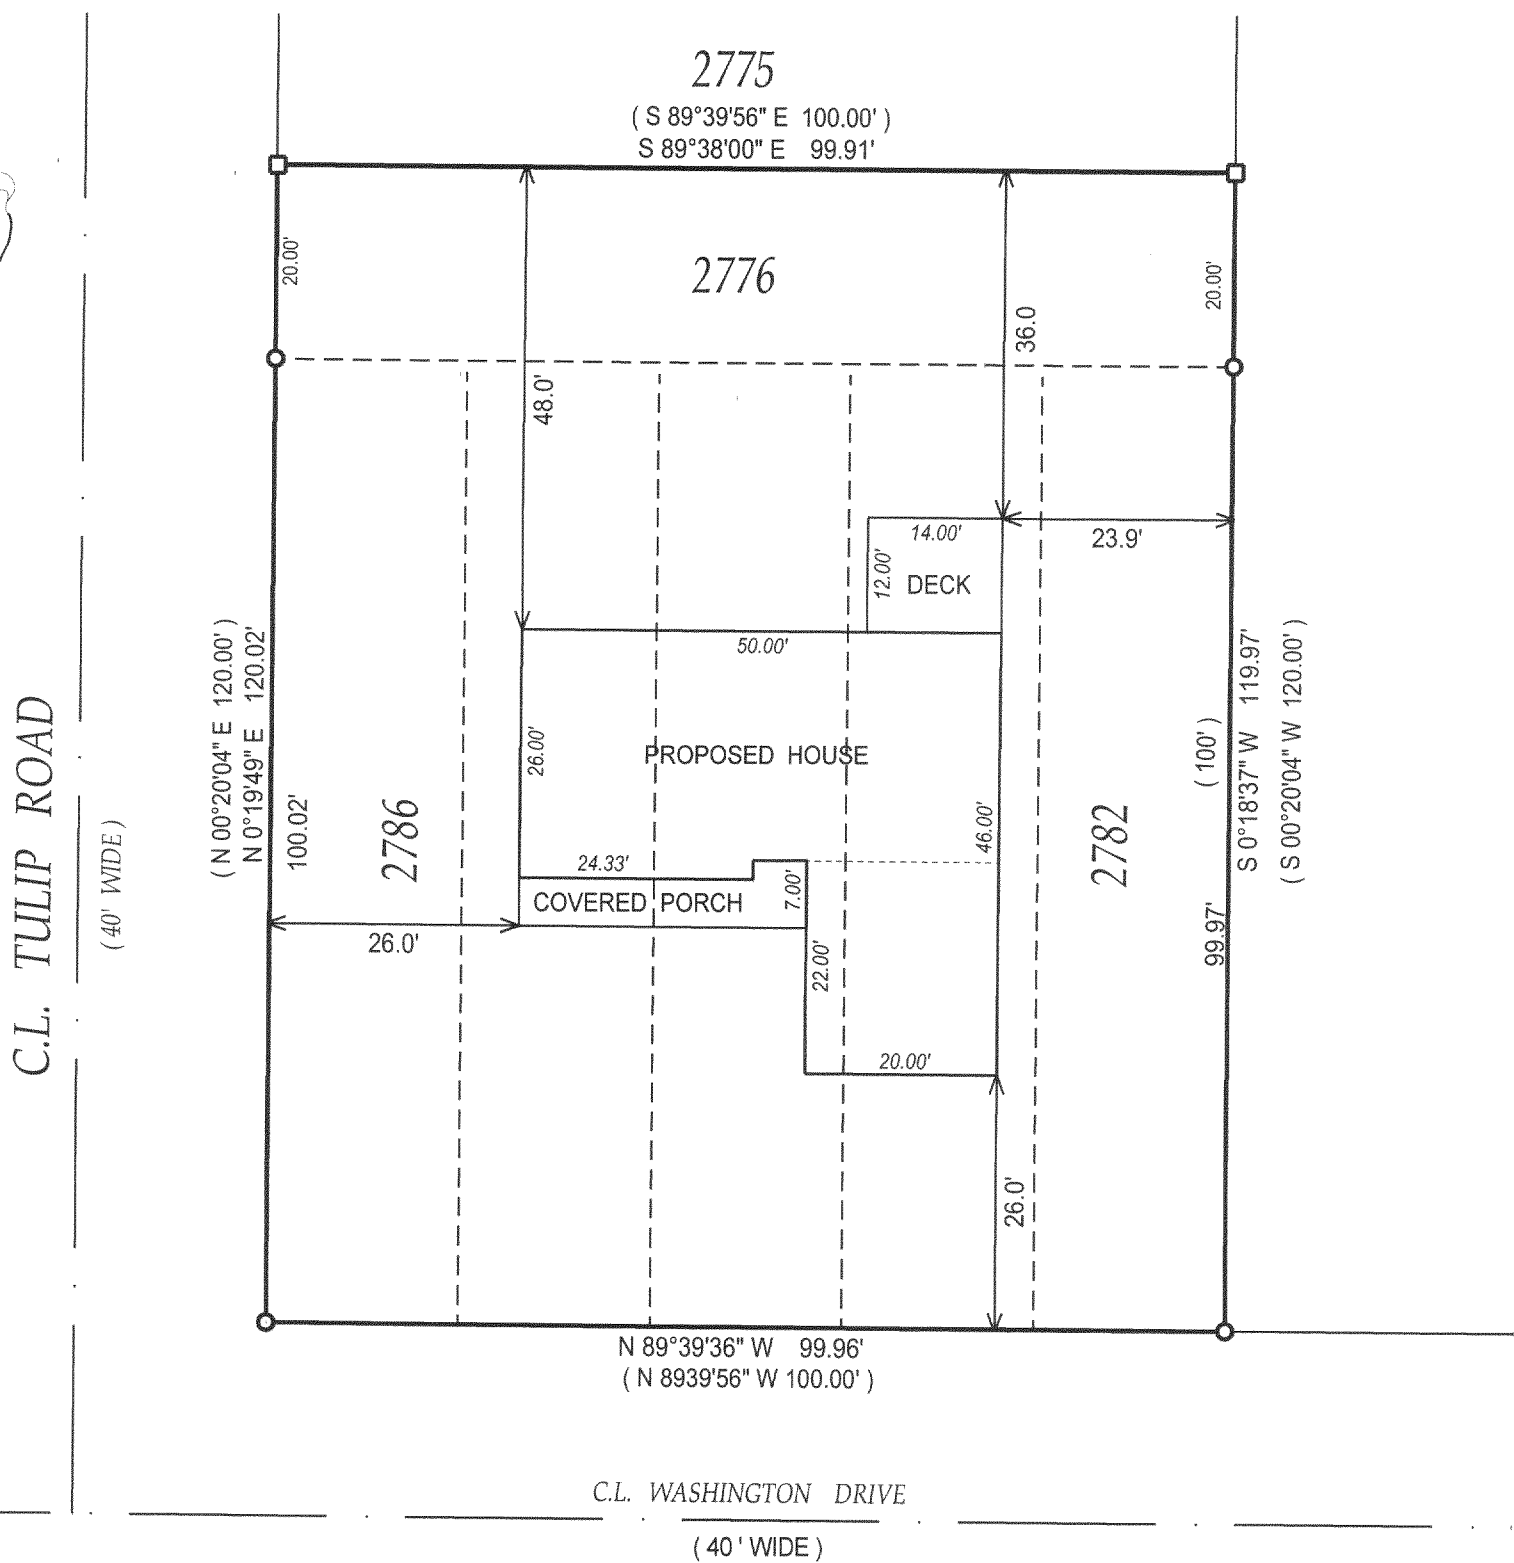 2775
( S 89°39'56" E 100.00' )
S 89°38'00" E 99.91'
20.00'
2776
20.00'
36.0
48.0'
14.00'
23.9'
12.00'
DECK
50.00'
( N 00°20'04" E 120.00' )
N 0°19'49" E 120.02'
100.02'
C.L. TULIP ROAD
( 40' WIDE )
2786
26.00'
PROPOSED HOUSE
46.00'
2782
( 100' )
S 0°18'37" W 119.97'
( S 00°20'04" W 120.00' )
99.97'
24.33'
7.00'
COVERED PORCH
26.0'
22.00'
20.00'
26.0'
N 89°39'36" W 99.96'
( N 8939'56" W 100.00' )
C.L. WASHINGTON DRIVE
( 40 ' WIDE )